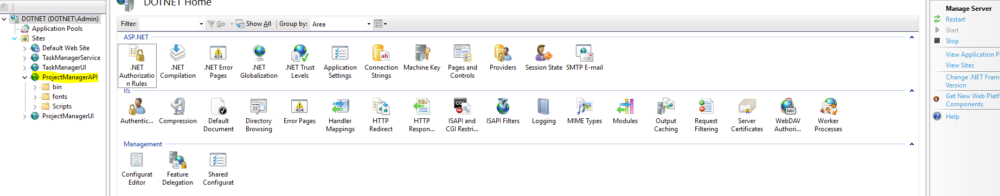 DOTNET Home
DOTNET (DOTNET\Admin)
Application Pools
Sites
Default Web Site
TaskManagerService
TaskManagerUI
ProjectManagerAPI
bin
fonts
Scripts
ProjectManagerUI
Filter:
Go
Show All
Group by:
Area
ASP.NET
.NET
Authorizatio
n Rules
.NET
Compilation
.NET Error
Pages
.NET
Globalization
.NET Trust
Levels
Application
Settings
Connection
Strings
Machine Key
Pages and
Controls
Providers
Session State
SMTP E-mail
IIS
Authentic...
Compression
Default
Document
Directory
Browsing
Error Pages
Handler
Mappings
HTTP
Redirect
HTTP
Respon...
ISAPI and
CGI Restri...
ISAPI Filters
Logging
MIME Types
Modules
Output
Caching
Request
Filtering
Server
Certificates
WebDAV
Authori...
Worker
Processes
Management
Configurat
Editor
Feature
Delegation
Shared
Configurat
Manage Server
Restart
Start
Stop
View Application P
View Sites
Change .NET Fram
Version
Get New Web Platf
Components
Help